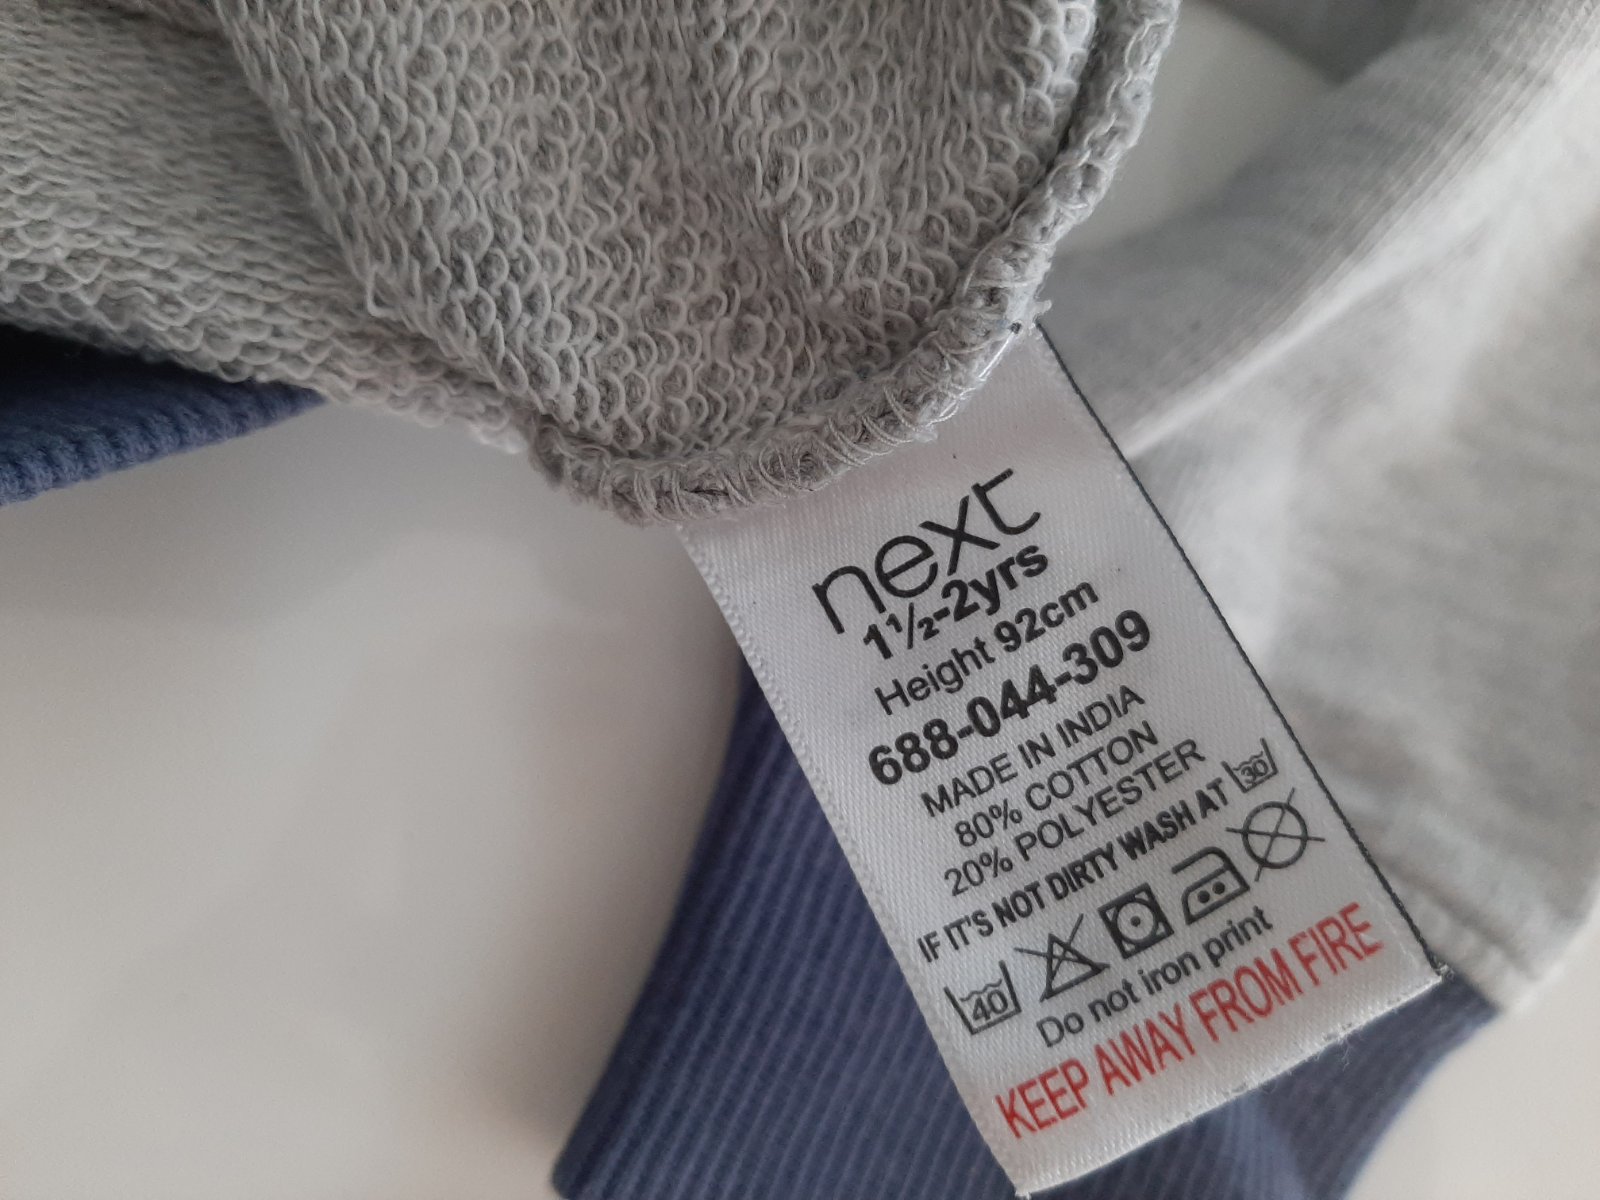 next
1½-2yrs
Height 92cm
688-044-309
MADE IN INDIA
80% COTTON
20% POLYESTER
IF IT'S NOT DIRTY WASH AT 30
40
Do not iron print
KEEP AWAY FROM FIRE